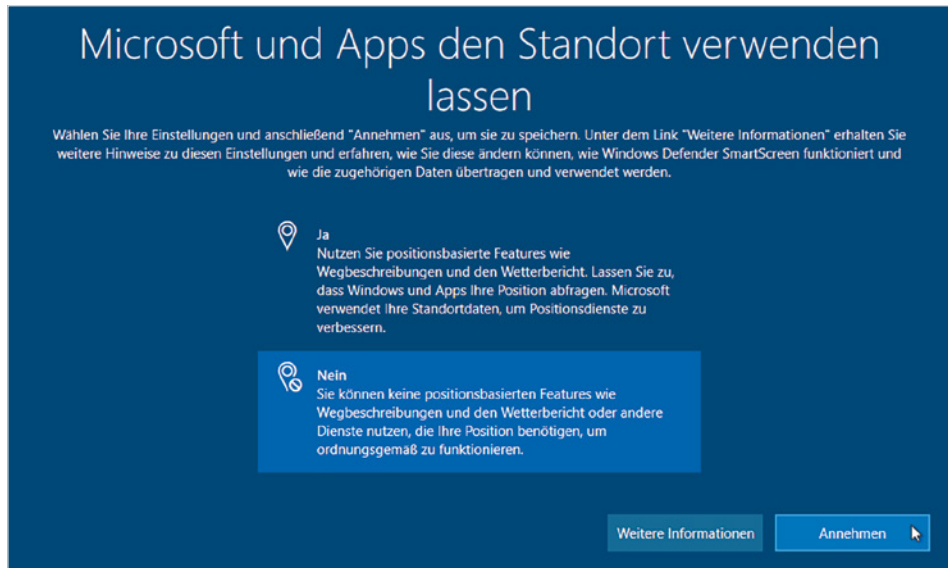 Microsoft und Apps den Standort verwenden
lassen
Wählen Sie Ihre Einstellungen und anschließend "Annehmen" aus, um sie zu speichern. Unter dem Link "Weitere Informationen" erhalten Sie
weitere Hinweise zu diesen Einstellungen und erfahren, wie Sie diese ändern können, wie Windows Defender SmartScreen funktioniert und
wie die zugehörigen Daten übertragen und verwendet werden.
Ja
Nutzen Sie positionsbasierte Features wie
Wegbeschreibungen und den Wetterbericht. Lassen Sie zu,
dass Windows und Apps Ihre Position abfragen. Microsoft
verwendet Ihre Standortdaten, um Positionsdienste zu
verbessern.
Nein
Sie können keine positionsbasierten Features wie
Wegbeschreibungen und den Wetterbericht oder andere
Dienste nutzen, die Ihre Position benötigen, um
ordnungsgemäß zu funktionieren.
Weitere Informationen
Annehmen